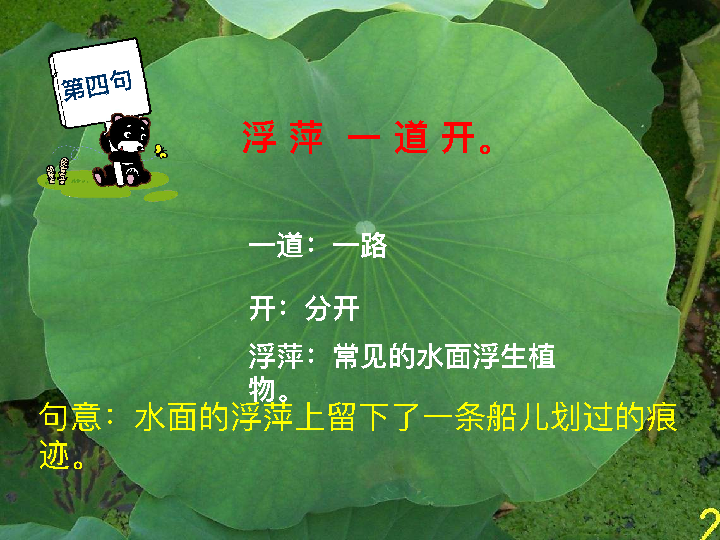 第四句
浮 萍 一 道 开。
一道：一路
开：分开
浮萍：常见的水面浮生植
物。
句意：水面的浮萍上留下了一条船儿划过的痕
迹。
2